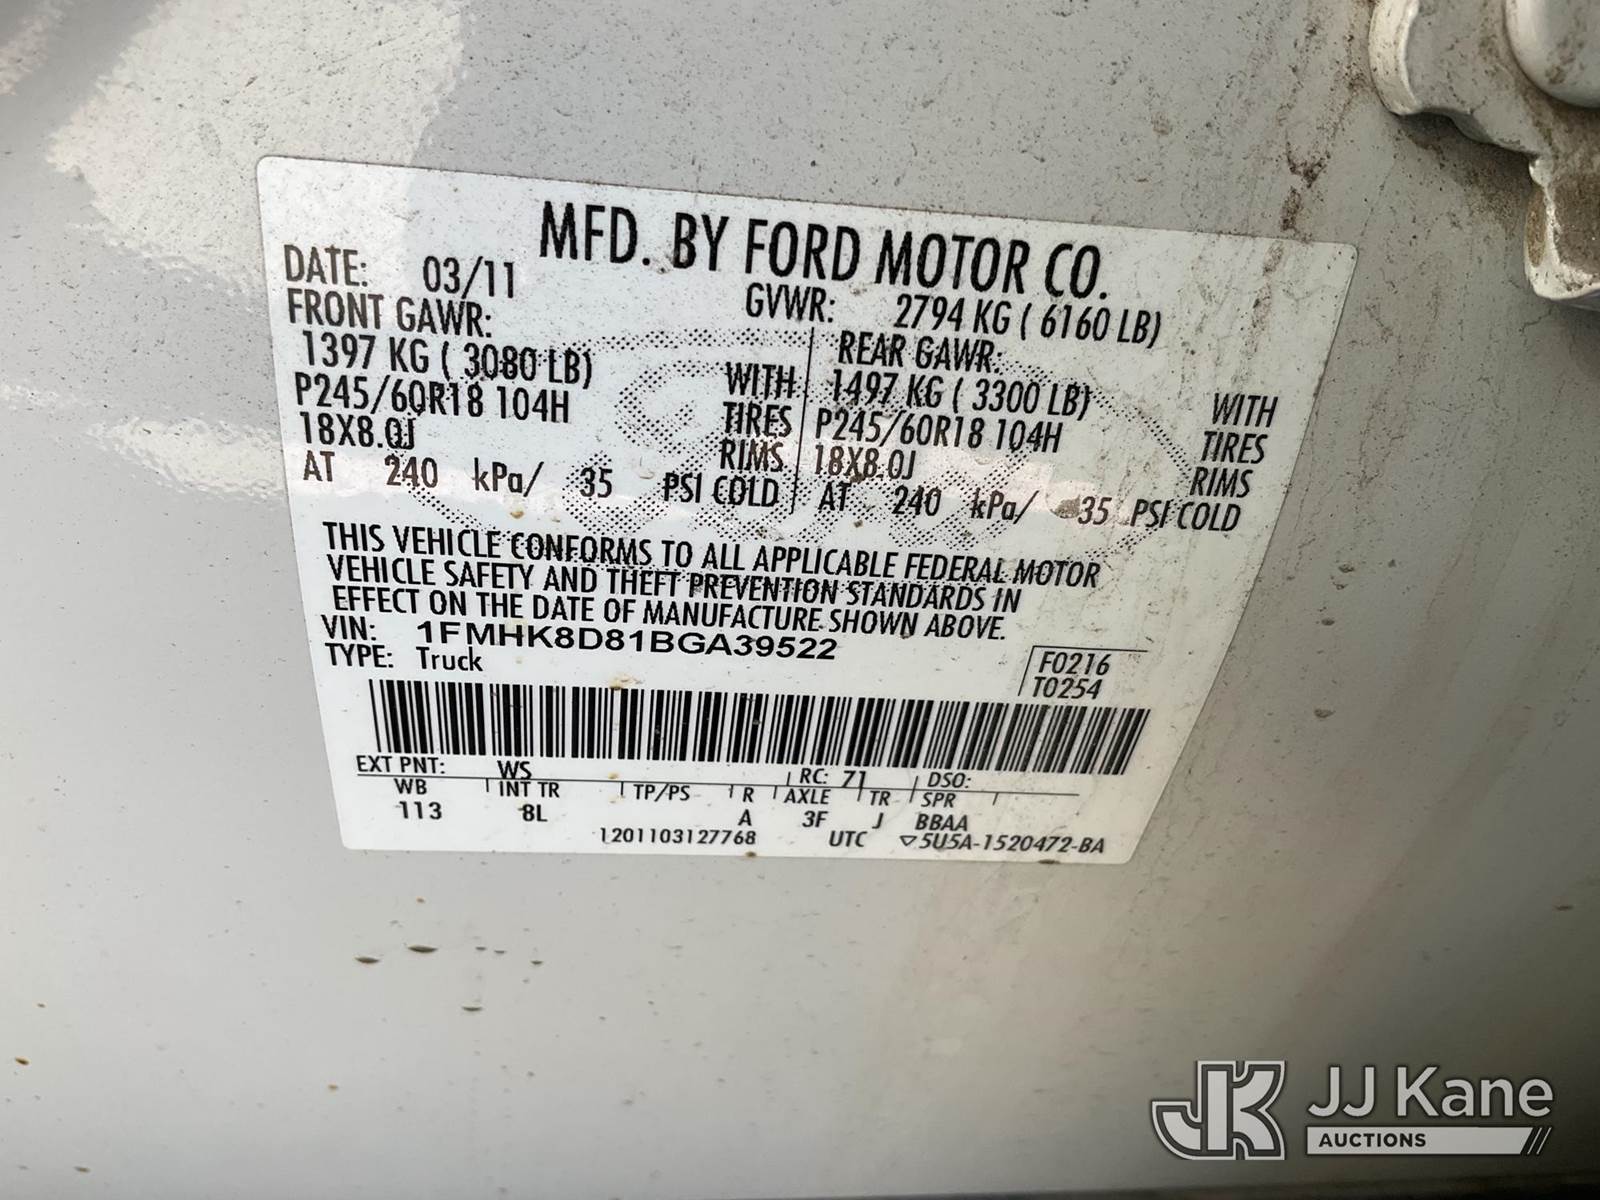 MFD. BY FORD MOTOR CO.
DATE: 03/11
GVWR: 2794 KG ( 6160 LB)
FRONT GAWR:
1397 KG ( 3080 LB) WITH
P245/60R18 104H TIRES
18X8.0J RIMS
AT 240 kPa/ 35 PSI COLD
REAR GAWR:
1497 KG ( 3300 LB) WITH
P245/60R18 104H TIRES
18X8.0J RIMS
AT 240 kPa/ 35 PSI COLD
THIS VEHICLE CONFORMS TO ALL APPLICABLE FEDERAL MOTOR
VEHICLE SAFETY AND THEFT PREVENTION STANDARDS IN
EFFECT ON THE DATE OF MANUFACTURE SHOWN ABOVE.
VIN: 1FMHK8D81BGA39522
TYPE: Truck
F0216
T0254
EXT PNT: WS RC: 71 DSO:
WB INT TR TP/PS R AXLE TR SPR
113 8L A 3F J BBAA
1201103127768 UTC ▽5U5A-1520472-BA
JK JJ Kane
AUCTIONS